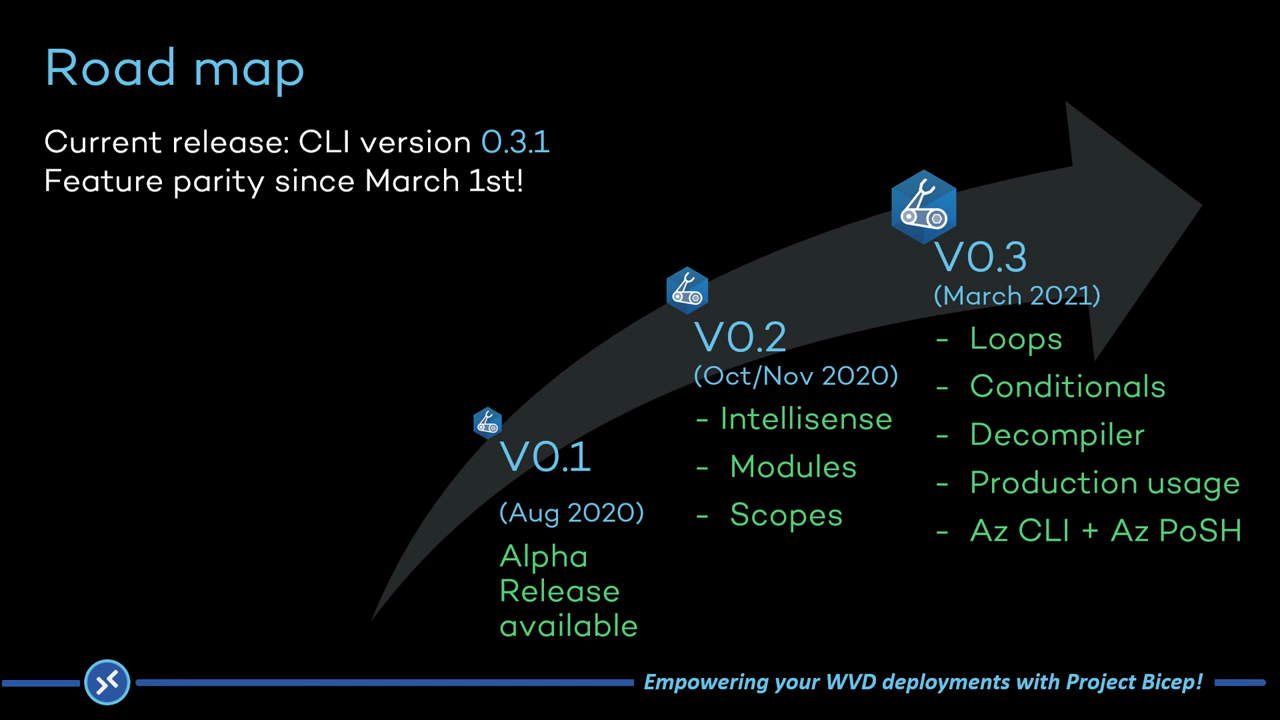 Road map
Current release: CLI version 0.3.1
Feature parity since March 1st!
V0.1
(Aug 2020)
Alpha
Release
available
V0.2
(Oct/Nov 2020)
- Intellisense
- Modules
- Scopes
V0.3
(March 2021)
- Loops
- Conditionals
- Decompiler
- Production usage
- Az CLI + Az PoSH
Empowering your WVD deployments with Project Bicep!